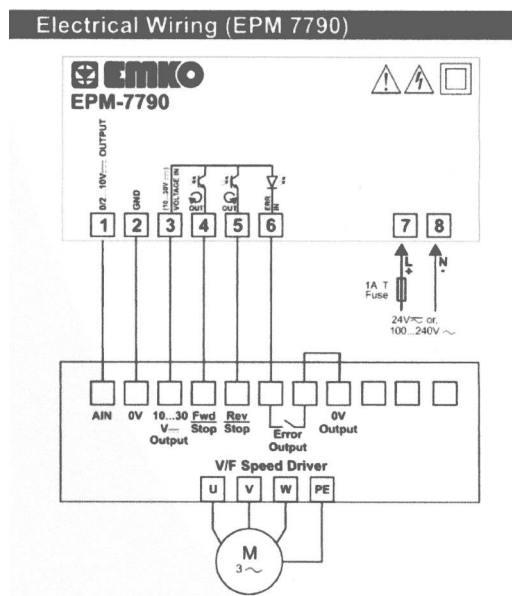 Electrical Wiring (EPM 7790)
EMKO
EPM-7790
0/2...10V⎓ OUTPUT
GND
(10...30V⎓)
VOLTAGE IN
OUT
OUT
ERR
IN
1 2 3 4 5 6 7 8
L
+
N
-
1A T
Fuse
24V⎓ or,
100...240V ~
AIN 0V 10...30 Fwd Rev 0V
V⎓ Stop Stop Error Output
Output Output
V/F Speed Driver
U V W PE
M
3~